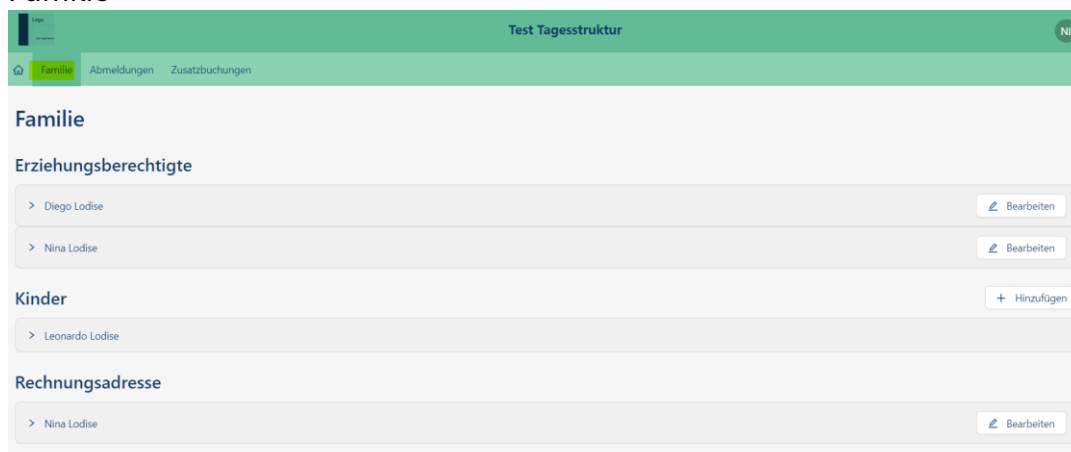 Familie
Logo
Test Tagesstruktur
NL
Familie Abmeldungen Zusatzbuchungen
Familie
Erziehungsberechtigte
Diego Lodise Bearbeiten
Nina Lodise Bearbeiten
Kinder Hinzufügen
Leonardo Lodise
Rechnungsadresse
Nina Lodise Bearbeiten